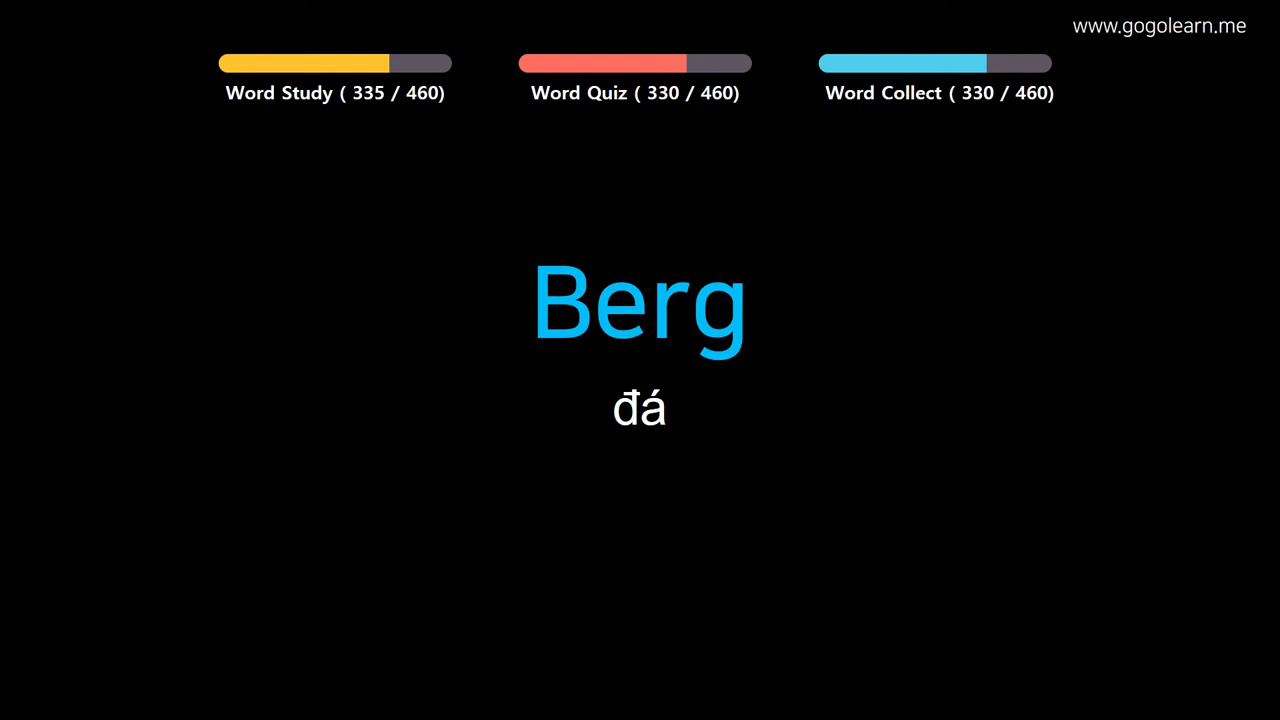 www.gogolearn.me
Word Study ( 335 / 460)
Word Quiz ( 330 / 460)
Word Collect ( 330 / 460)
Berg
đá